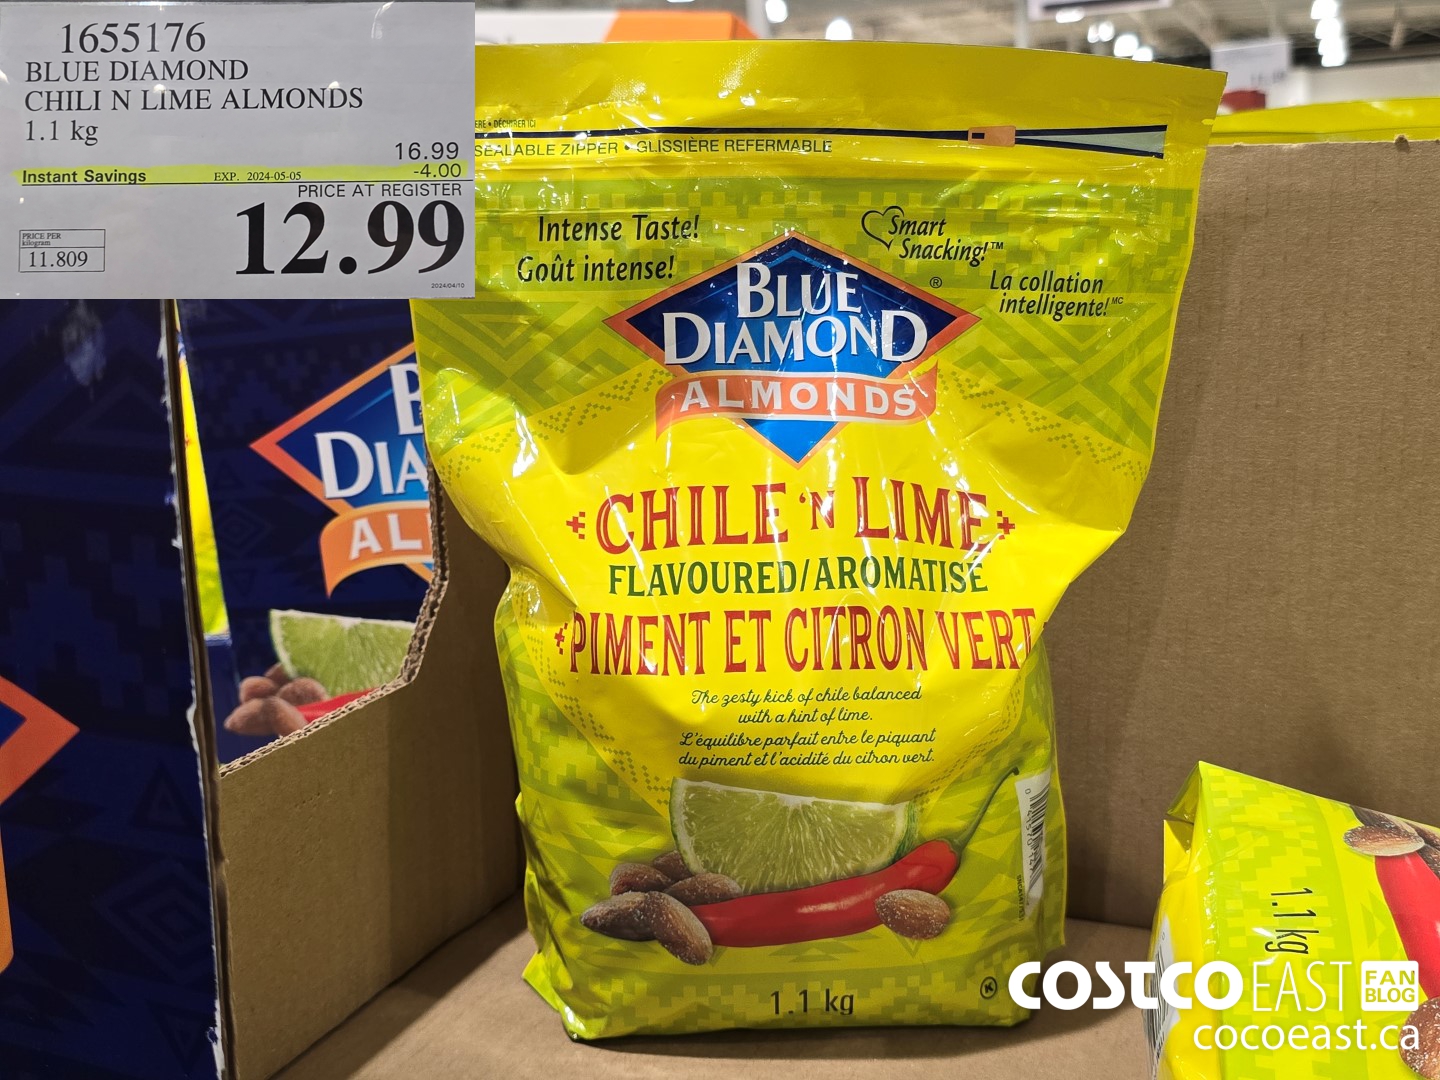 1655176
BLUE DIAMOND
CHILI N LIME ALMONDS
1.1 kg
16.99
Instant Savings EXP. 2024-05-05 -4.00
PRICE AT REGISTER
12.99
PRICE PER
kilogram
11.809
2024/04/10
DÉCHIRER ICI
SEALABLE ZIPPER • GLISSIÈRE REFERMABLE
Intense Taste!
Goût intense!
Smart
Snacking!™
La collation
intelligente!MC
BLUE
DIAMOND®
ALMONDS
CHILE 'N LIME
FLAVOURED/AROMATISÉ
PIMENT ET CITRON VERT
The zesty kick of chile balanced
with a hint of lime.
L'équilibre parfait entre le piquant
du piment et l'acidité du citron vert.
1.1 kg
K
B
DIA
AL
1.1 kg
COSTCO EAST FAN
BLOG
cocoeast.ca